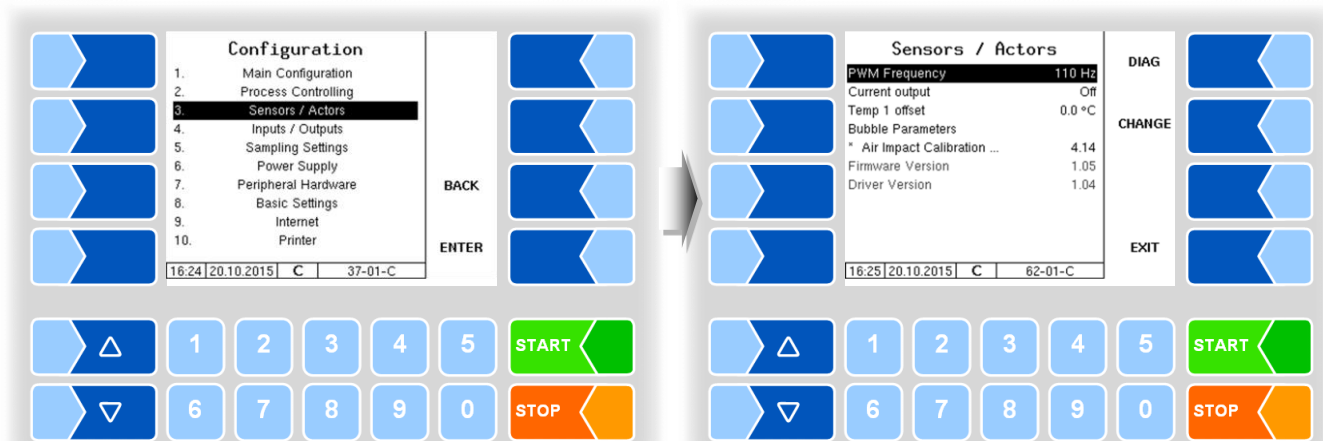 Configuration
1. Main Configuration
2. Process Controlling
3. Sensors / Actors
4. Inputs / Outputs
5. Sampling Settings
6. Power Supply
7. Peripheral Hardware
8. Basic Settings
9. Internet
10. Printer
BACK
ENTER
16:24 20.10.2015 C 37-01-C
1 2 3 4 5 START
6 7 8 9 0 STOP
Sensors / Actors
PWM Frequency 110 Hz
Current output Off
Temp 1 offset 0.0 °C
Bubble Parameters
* Air Impact Calibration ... 4.14
Firmware Version 1.05
Driver Version 1.04
DIAG
CHANGE
EXIT
16:25 20.10.2015 C 62-01-C
1 2 3 4 5 START
6 7 8 9 0 STOP